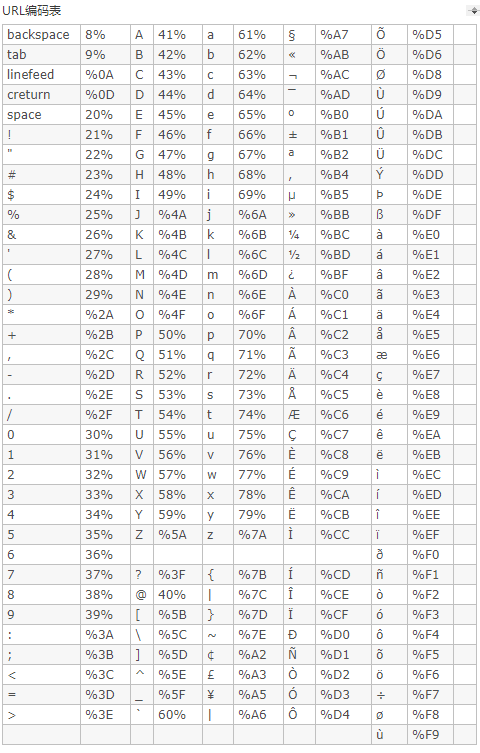 URL编码表
backspace 8% A 41% a 61% § %A7 Õ %D5
tab 9% B 42% b 62% « %AB Ö %D6
linefeed %0A C 43% c 63% ¬ %AC Ø %D8
creturn %0D D 44% d 64% ¯ %AD Ù %D9
space 20% E 45% e 65% º %B0 Ú %DA
! 21% F 46% f 66% ± %B1 Û %DB
" 22% G 47% g 67% ª %B2 Ü %DC
# 23% H 48% h 68% , %B4 Ý %DD
$ 24% I 49% i 69% µ %B5 Þ %DE
% 25% J %4A j %6A » %BB ß %DF
& 26% K %4B k %6B ¼ %BC à %E0
' 27% L %4C l %6C ½ %BD á %E1
( 28% M %4D m %6D ¿ %BF â %E2
) 29% N %4E n %6E À %C0 ã %E3
* %2A O %4F o %6F Á %C1 ä %E4
+ %2B P 50% p 70% Â %C2 å %E5
, %2C Q 51% q 71% Ã %C3 æ %E6
- %2D R 52% r 72% Ä %C4 ç %E7
. %2E S 53% s 73% Å %C5 è %E8
/ %2F T 54% t 74% Æ %C6 é %E9
0 30% U 55% u 75% Ç %C7 ê %EA
1 31% V 56% v 76% È %C8 ë %EB
2 32% W 57% w 77% É %C9 ì %EC
3 33% X 58% x 78% Ê %CA í %ED
4 34% Y 59% y 79% Ë %CB î %EE
5 35% Z %5A z %7A Ì %CC ï %EF
6 36% ð %F0
7 37% ? %3F { %7B Í %CD ñ %F1
8 38% @ 40% | %7C Î %CE ò %F2
9 39% [ %5B } %7D Ï %CF ó %F3
: %3A \ %5C ~ %7E Ð %D0 ô %F4
; %3B ] %5D ¢ %A2 Ñ %D1 õ %F5
< %3C ^ %5E £ %A3 Ò %D2 ö %F6
= %3D _ %5F ¥ %A5 Ó %D3 ÷ %F7
> %3E ` 60% | %A6 Ô %D4 ø %F8
ù %F9